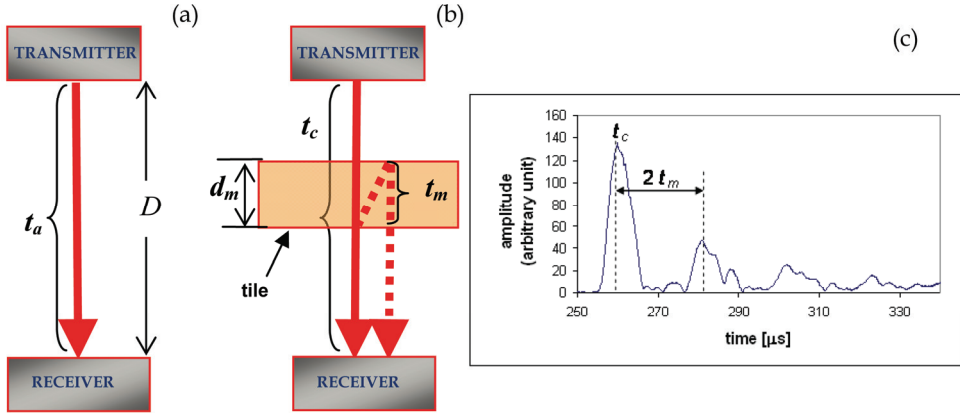 (a)
TRANSMITTER
t_a
D
RECEIVER
(b)
TRANSMITTER
t_c
d_m
t_m
tile
RECEIVER
(c)
160
140
120
100
80
60
40
20
0
amplitude
(arbitrary unit)
t_c
2 t_m
250 270 290 310 330
time [µs]